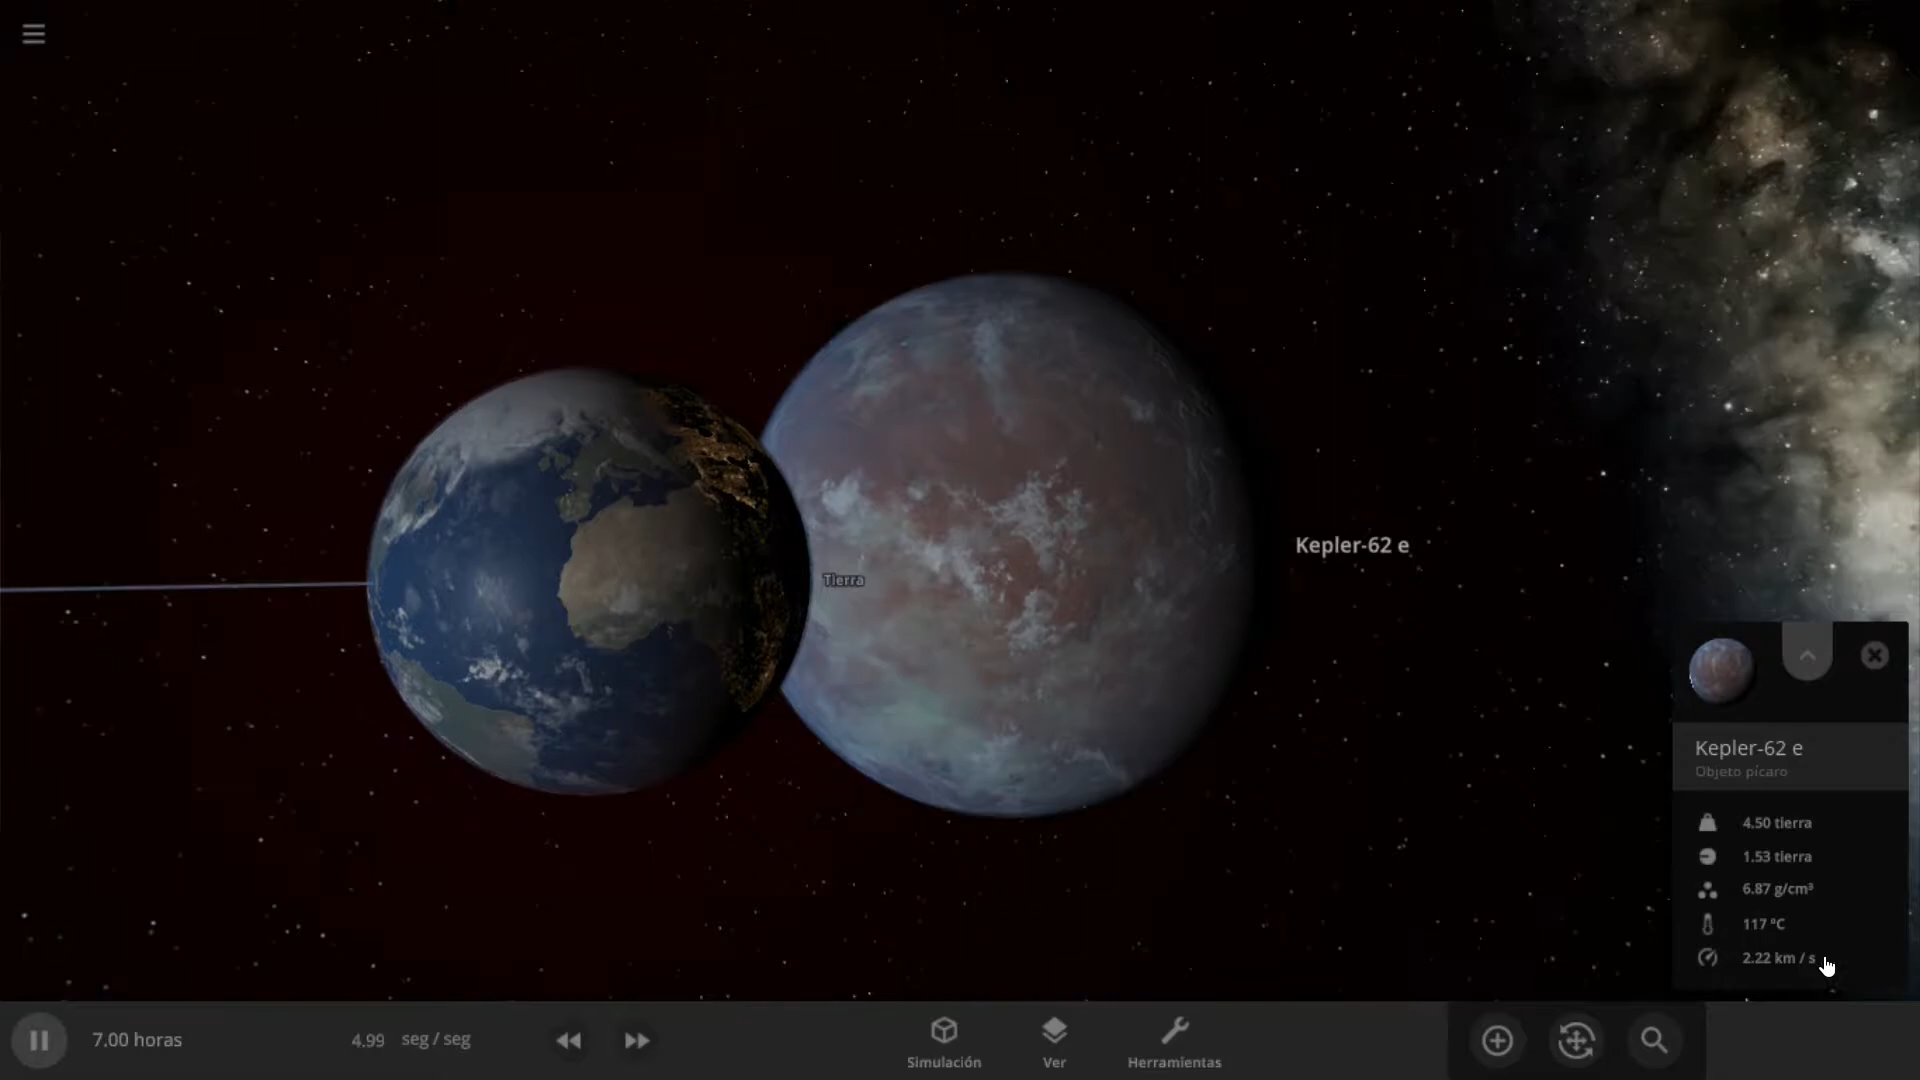 Kepler-62 e
Tierra
Kepler-62 e
Objeto pícaro
4.50 tierra
1.53 tierra
6.87 g/cm³
117 °C
2.22 km / s
7.00 horas
4.99 seg / seg
Simulación
Ver
Herramientas